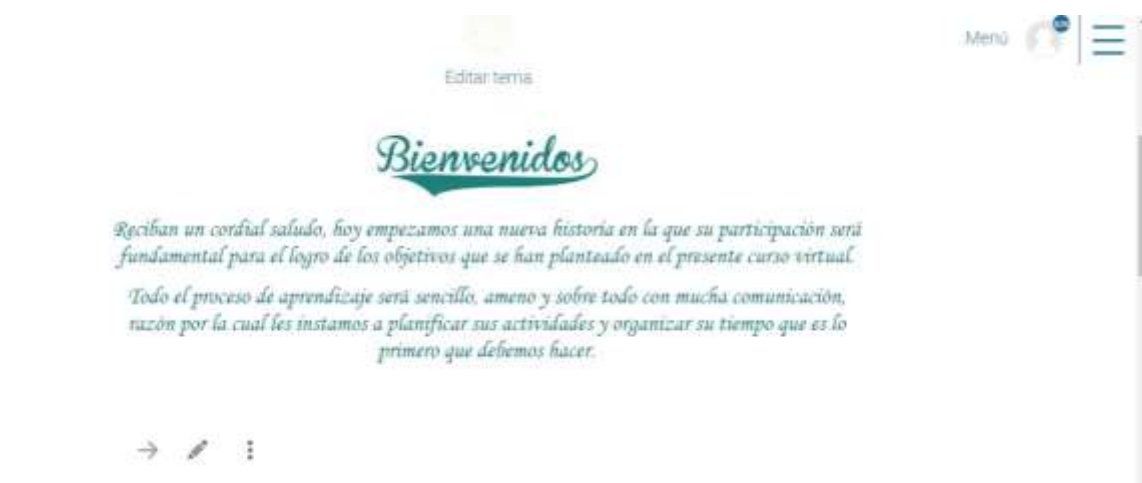 Menú
Editar tema
Bienvenidos
Reciban un cordial saludo, hoy empezamos una nueva historia en la que su participación será
fundamental para el logro de los objetivos que se han planteado en el presente curso virtual.
Todo el proceso de aprendizaje será sencillo, ameno y sobre todo con mucha comunicación,
razón por la cual les instamos a planificar sus actividades y organizar su tiempo que es lo
primero que debemos hacer.